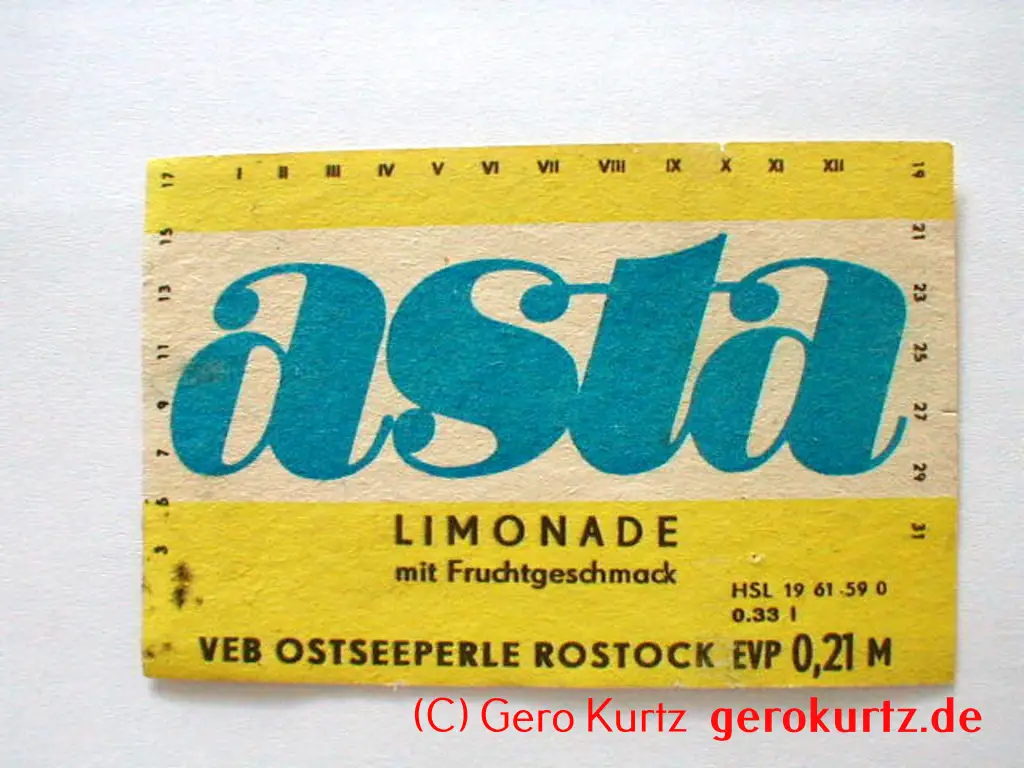 I II III IV V VI VII VIII IX X XI XII
17
15
13
11
9
7
5
3
19
21
23
25
27
29
31
asta
LIMONADE
mit Fruchtgeschmack
HSL 19 61 59 0
0.33 l
VEB OSTSEEPERLE ROSTOCK EVP 0,21 M
(C) Gero Kurtz gerokurtz.de